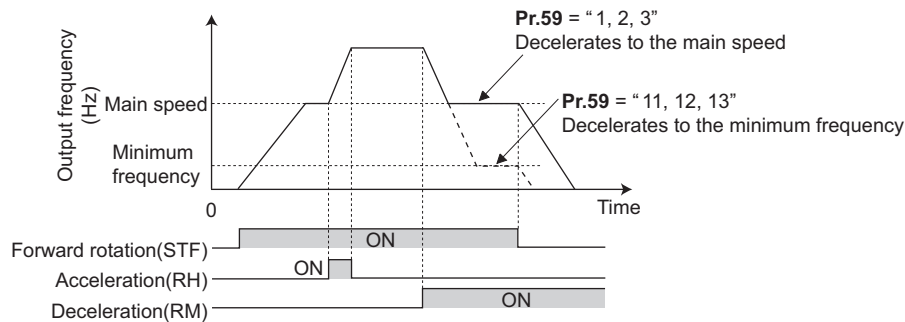 Pr.59 = “ 1, 2, 3”
Decelerates to the main speed
Output frequency
(Hz)
Main speed
Pr.59 = “ 11, 12, 13”
Decelerates to the minimum frequency
Minimum
frequency
0
Time
Forward rotation(STF)
ON
Acceleration(RH)
ON
Deceleration(RM)
ON